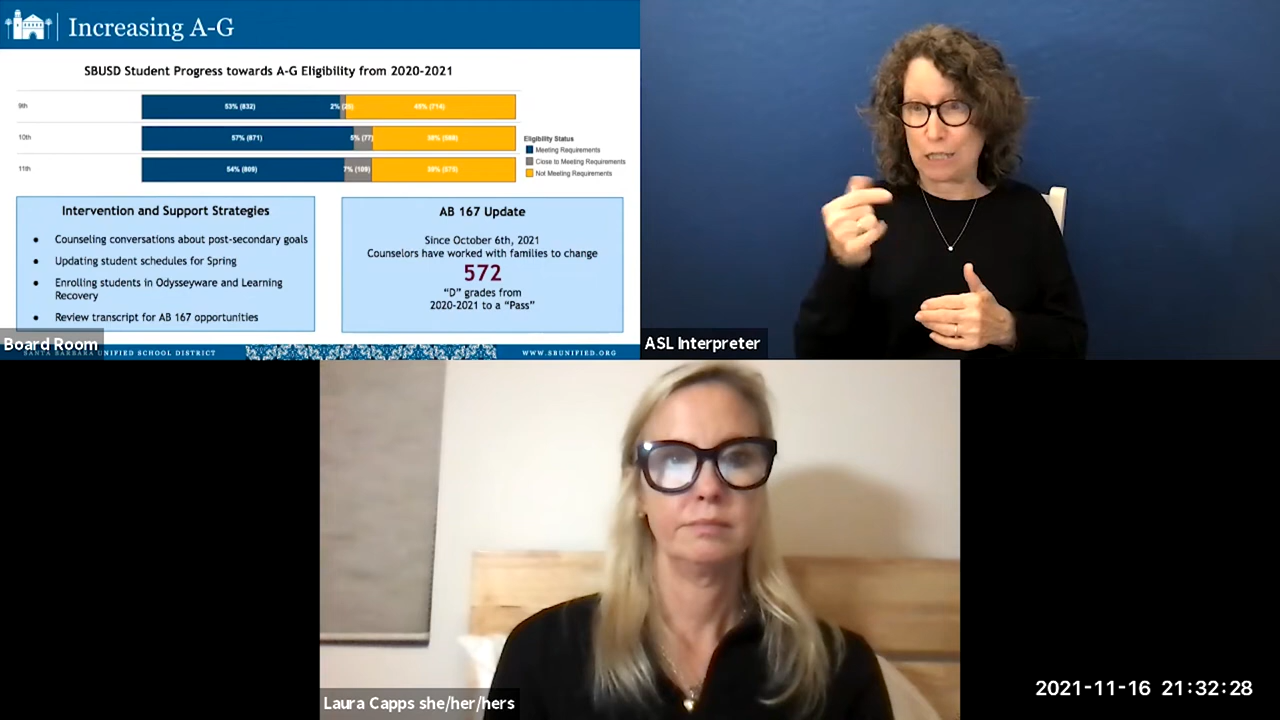 Increasing A-G
SBUSD Student Progress towards A-G Eligibility from 2020-2021
9th
53% (832)
2%
45% (714)
10th
57% (871)
5% (77)
11th
54% (809)
7% (109)
Eligibility Status
Meeting Requirements
Close to Meeting Requirements
Not Meeting Requirements
Intervention and Support Strategies
● Counseling conversations about post-secondary goals
● Updating student schedules for Spring
● Enrolling students in Odysseyware and Learning
Recovery
● Review transcript for AB 167 opportunities
AB 167 Update
Since October 6th, 2021
Counselors have worked with families to change
572
“D” grades from
2020-2021 to a “Pass”
SANTA BARBARA UNIFIED SCHOOL DISTRICT
WWW.SBUNIFIED.ORG
Board Room
ASL Interpreter
Laura Capps she/her/hers
2021-11-16 21:32:28